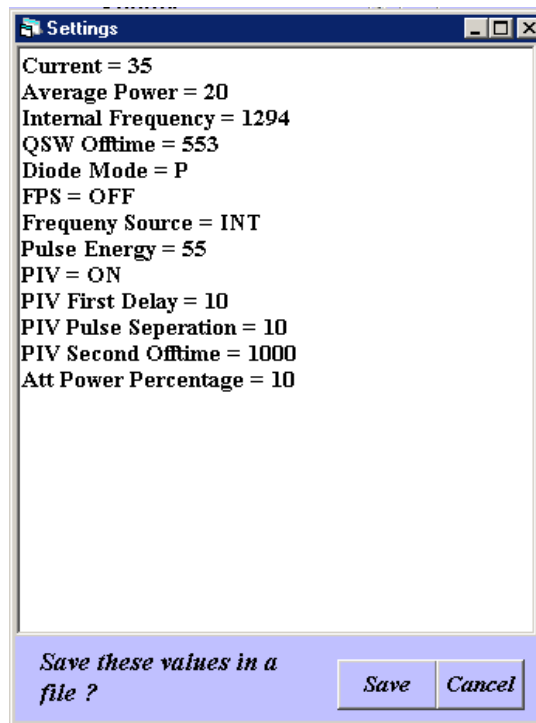 Settings
Current = 35
Average Power = 20
Internal Frequency = 1294
QSW Offtime = 553
Diode Mode = P
FPS = OFF
Frequeny Source = INT
Pulse Energy = 55
PIV = ON
PIV First Delay = 10
PIV Pulse Seperation = 10
PIV Second Offtime = 1000
Att Power Percentage = 10
Save these values in a
file ?
Save
Cancel